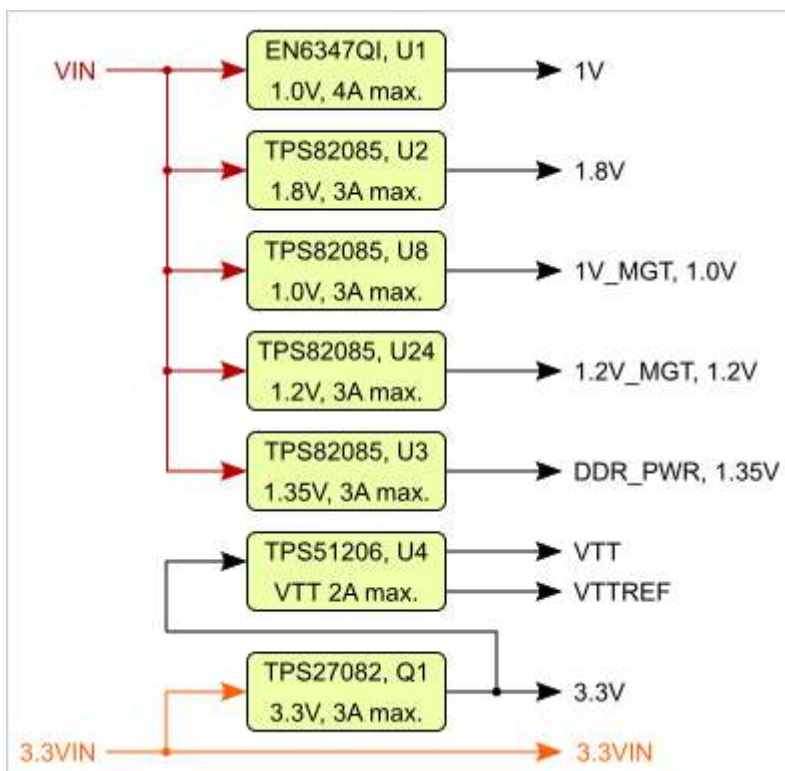 VIN
EN6347QI, U1
1.0V, 4A max.
1V
TPS82085, U2
1.8V, 3A max.
1.8V
TPS82085, U8
1.0V, 3A max.
1V_MGT, 1.0V
TPS82085, U24
1.2V, 3A max.
1.2V_MGT, 1.2V
TPS82085, U3
1.35V, 3A max.
DDR_PWR, 1.35V
TPS51206, U4
VTT 2A max.
VTT
VTTREF
TPS27082, Q1
3.3V, 3A max.
3.3V
3.3VIN
3.3VIN